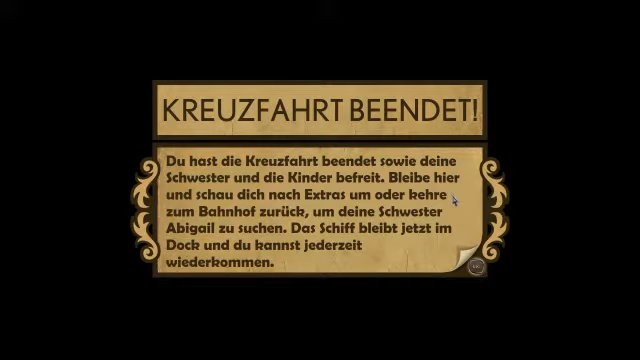 KREUZFAHRT BEENDET!
Du hast die Kreuzfahrt beendet sowie deine
Schwester und die Kinder befreit. Bleibe hier
und schau dich nach Extras um oder kehre
zum Bahnhof zurück, um deine Schwester
Abigail zu suchen. Das Schiff bleibt jetzt im
Dock und du kannst jederzeit
wiederkommen.